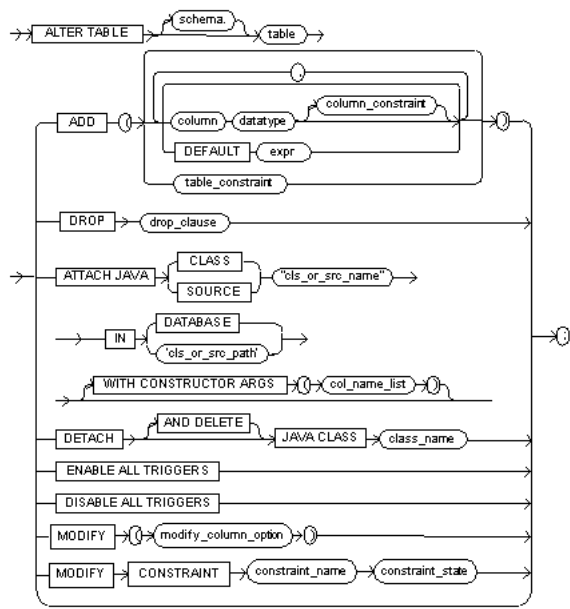 ALTER TABLE schema. table
,
ADD ( column datatype column_constraint )
DEFAULT expr
table_constraint
DROP drop_clause
ATTACH JAVA CLASS "cls_or_src_name"
SOURCE
IN DATABASE ;
'cls_or_src_path'
WITH CONSTRUCTOR ARGS ( col_name_list )
DETACH AND DELETE JAVA CLASS class_name
ENABLE ALL TRIGGERS
DISABLE ALL TRIGGERS
MODIFY ( modify_column_option )
MODIFY CONSTRAINT constraint_name constraint_state